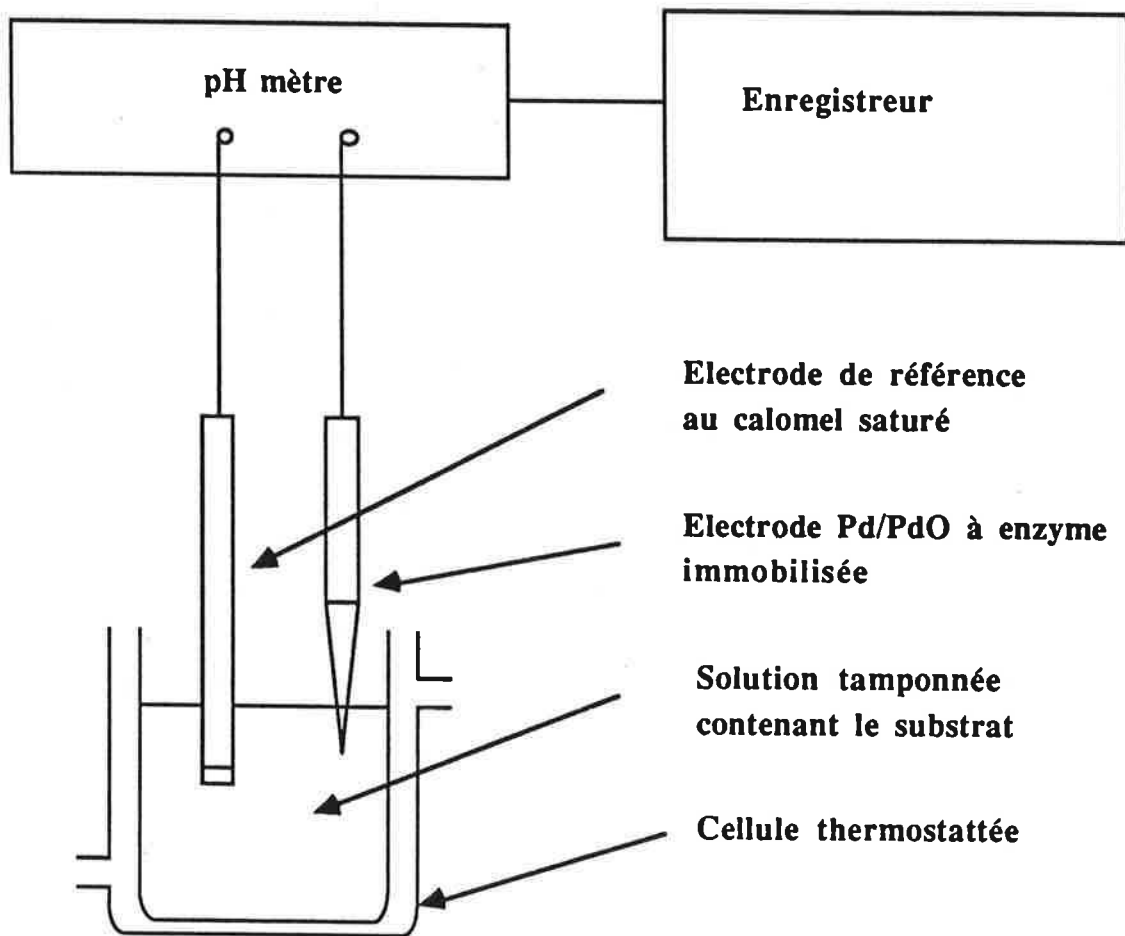 pH mètre
Enregistreur
Electrode de référence
au calomel saturé
Electrode Pd/PdO à enzyme
immobilisée
Solution tamponnée
contenant le substrat
Cellule thermostattée